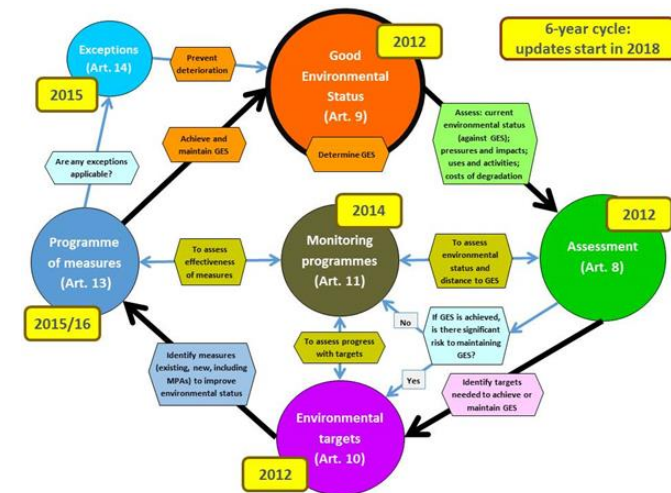 6-year cycle:
updates start in 2018
Exceptions
(Art. 14)
2015
Prevent
deterioration
Good
Environmental
Status
(Art. 9)
2012
Determine GES
Achieve and
maintain GES
Are any exceptions
applicable?
Assess: current
environmental status
(against GES);
pressures and impacts;
uses and activities;
costs of degradation
Programme
of measures
(Art. 13)
2015/16
To assess
effectiveness
of measures
2014
Monitoring
programmes
(Art. 11)
To assess
environmental
status and
distance to GES
2012
Assessment
(Art. 8)
If GES is achieved,
is there significant
risk to maintaining
GES?
No
Yes
To assess progress
with targets
Identify measures
(existing, new, including
MPAs) to improve
environmental status
Identify targets
needed to achieve or
maintain GES
Environmental
targets
(Art. 10)
2012